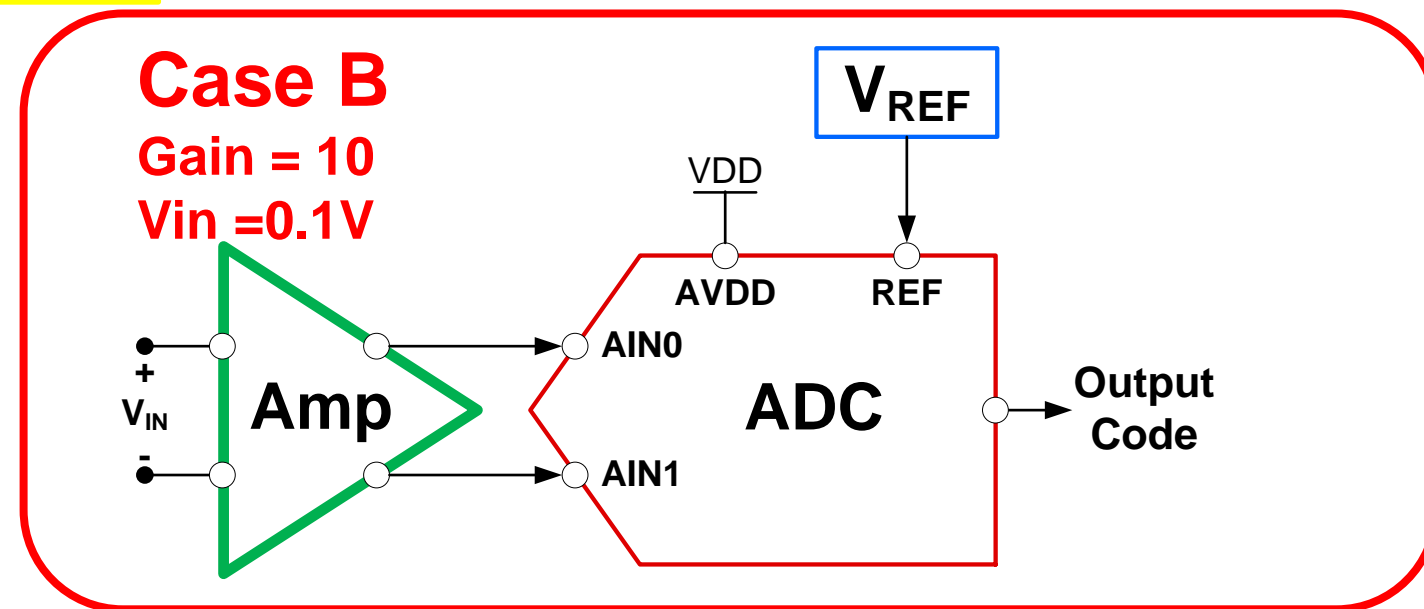 Case B
Gain = 10
Vin =0.1V
VREF
VDD
AVDD
REF
AIN0
+
VIN
-
Amp
ADC
AIN1
Output
Code